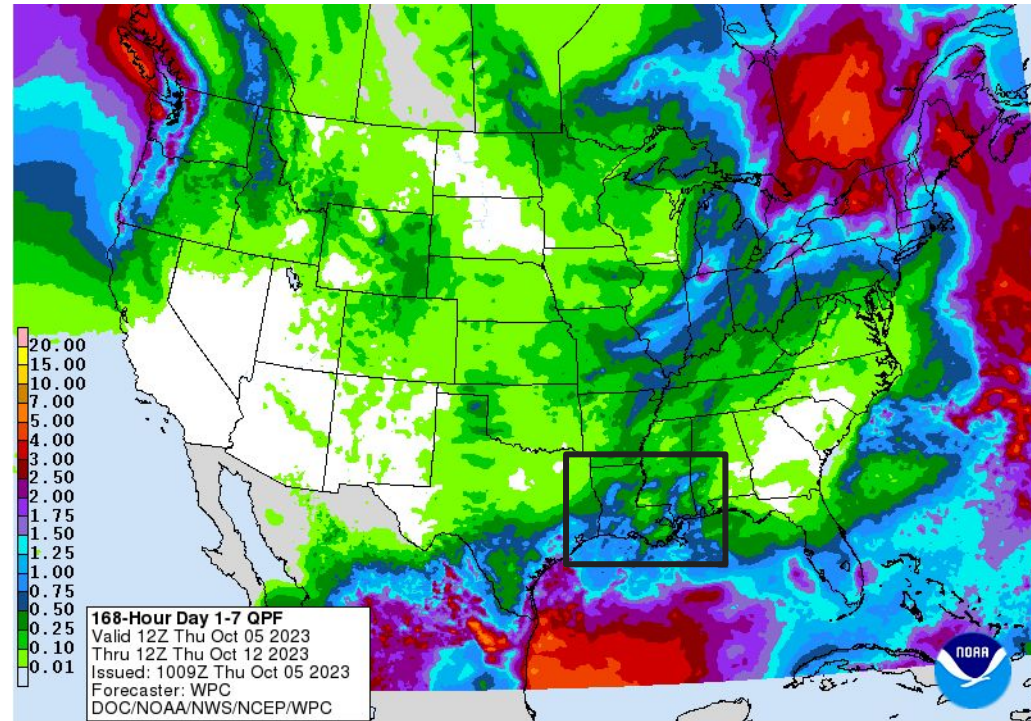 20.00
15.00
10.00
7.00
5.00
4.00
3.00
2.50
2.00
1.75
1.50
1.25
1.00
0.75
0.50
0.25
0.10
0.01
168-Hour Day 1-7 QPF
Valid 12Z Thu Oct 05 2023
Thru 12Z Thu Oct 12 2023
Issued: 1009Z Thu Oct 05 2023
Forecaster: WPC
DOC/NOAA/NWS/NCEP/WPC
NOAA